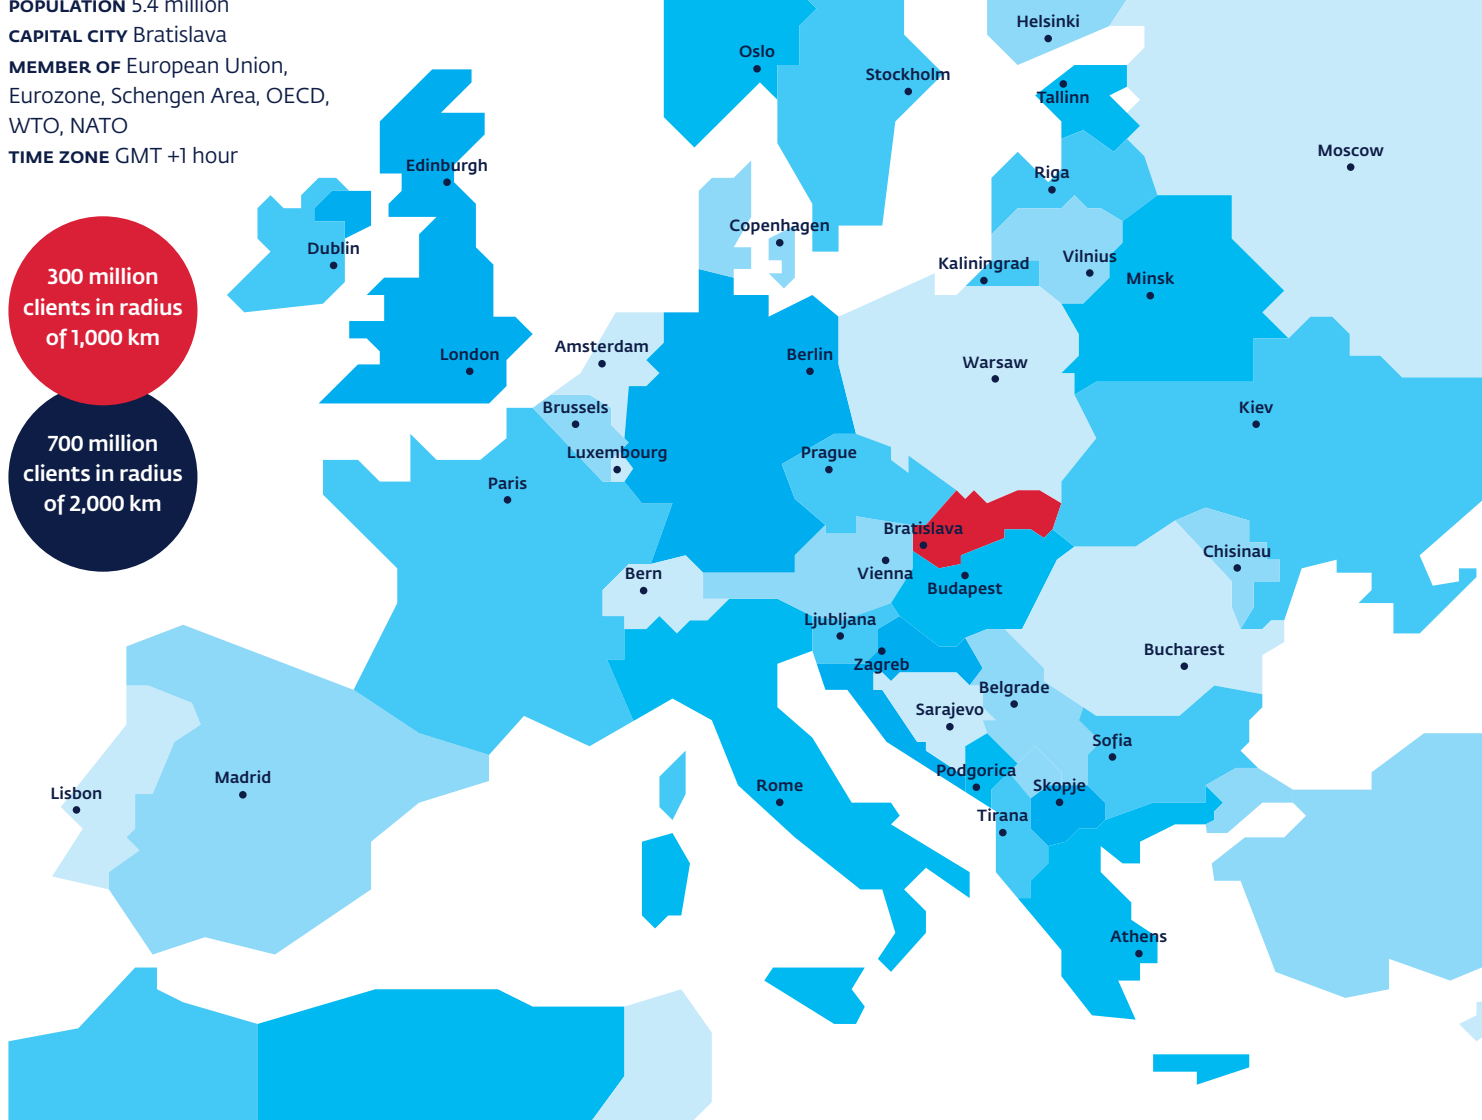 POPULATION 5.4 million
CAPITAL CITY Bratislava
MEMBER OF European Union,
Eurozone, Schengen Area, OECD,
WTO, NATO
TIME ZONE GMT +1 hour
300 million
clients in radius
of 1,000 km
700 million
clients in radius
of 2,000 km
Helsinki
Oslo
Stockholm
Tallinn
Moscow
Edinburgh
Riga
Copenhagen
Dublin
Vilnius
Kaliningrad
Minsk
Amsterdam
London
Berlin
Warsaw
Brussels
Kiev
Luxembourg
Prague
Paris
Bratislava
Chisinau
Bern
Vienna
Budapest
Ljubljana
Bucharest
Zagreb
Belgrade
Sarajevo
Sofia
Podgorica
Madrid
Rome
Skopje
Lisbon
Tirana
Athens